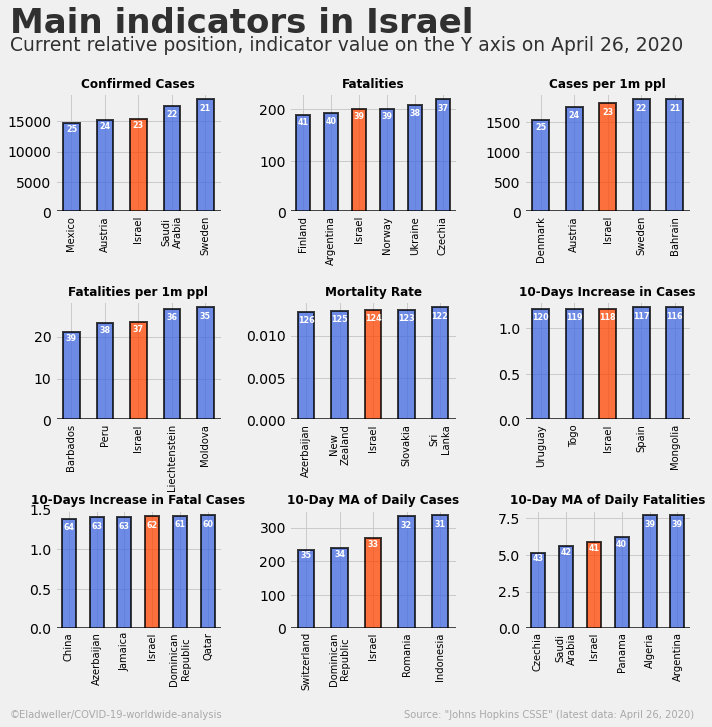 Main indicators in Israel
Current relative position, indicator value on the Y axis on April 26, 2020
Confirmed Cases
15000
10000
5000
0
25
24
23
22
21
Mexico
Austria
Israel
Saudi
Arabia
Sweden
Fatalities
200
100
0
41
40
39
39
38
37
Finland
Argentina
Israel
Norway
Ukraine
Czechia
Cases per 1m ppl
1500
1000
500
0
25
24
23
22
21
Denmark
Austria
Israel
Sweden
Bahrain
Fatalities per 1m ppl
20
10
0
39
38
37
36
35
Barbados
Peru
Israel
Liechtenstein
Moldova
Mortality Rate
0.010
0.005
0.000
126
125
124
123
122
Azerbaijan
New
Zealand
Israel
Slovakia
Sri
Lanka
10-Days Increase in Cases
1.0
0.5
0.0
120
119
118
117
116
Uruguay
Togo
Israel
Spain
Mongolia
10-Days Increase in Fatal Cases
1.5
1.0
0.5
0.0
64
63
63
62
61
60
China
Azerbaijan
Jamaica
Israel
Dominican
Republic
Qatar
10-Day MA of Daily Cases
300
200
100
0
35
34
33
32
31
Switzerland
Dominican
Republic
Israel
Romania
Indonesia
10-Day MA of Daily Fatalities
7.5
5.0
2.5
0.0
43
42
41
40
39
39
Czechia
Saudi
Arabia
Israel
Panama
Algeria
Argentina
©Eladweller/COVID-19-worldwide-analysis
Source: "Johns Hopkins CSSE" (latest data: April 26, 2020)